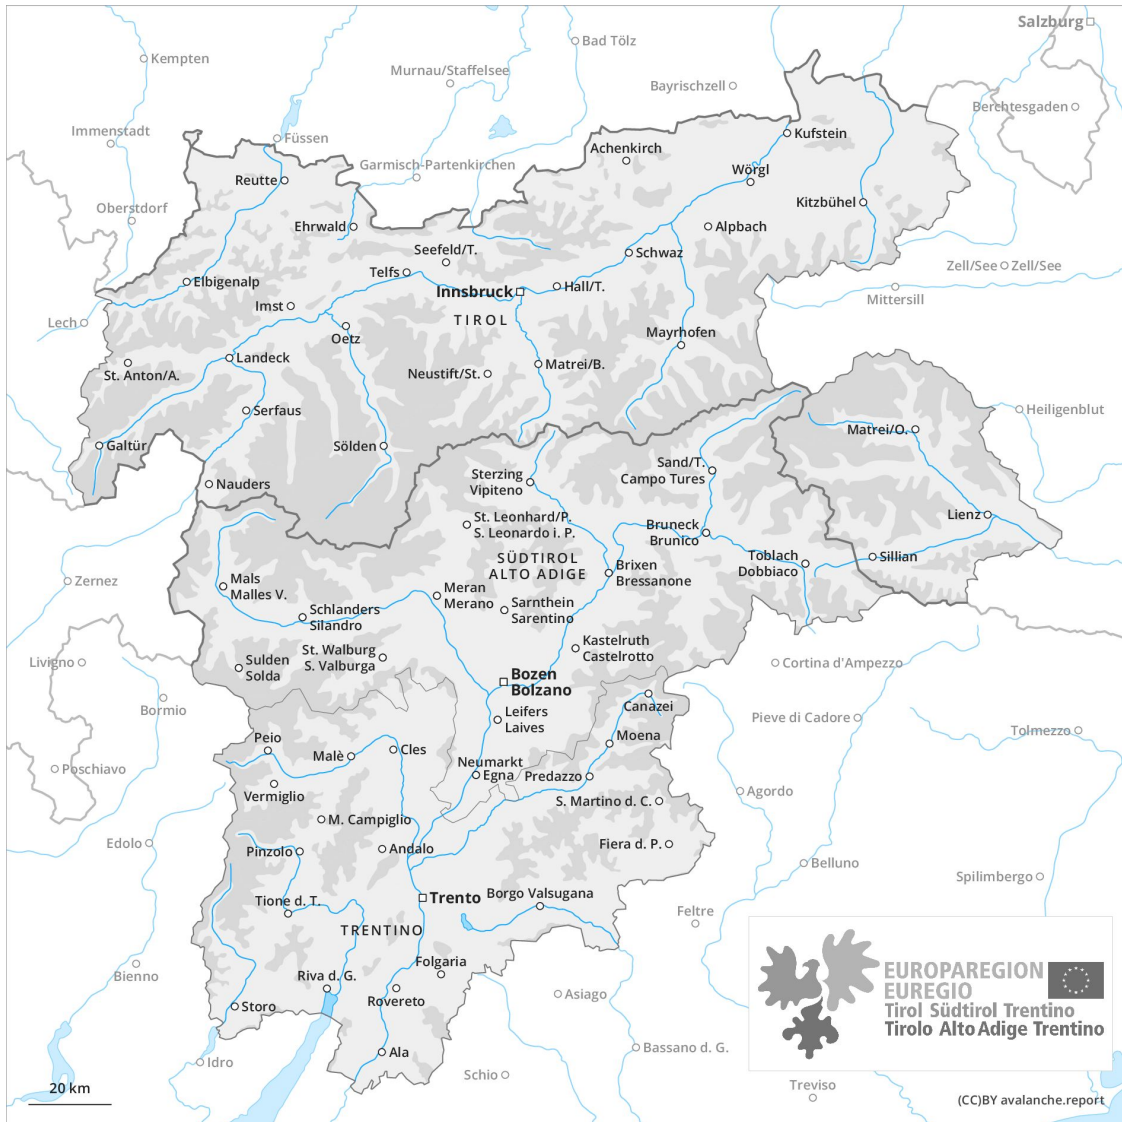 Salzburg
Bad Tölz
Kempten
Murnau/Staffelsee
Bayrischzell
Berchtesgaden
Immenstadt
Füssen
Kufstein
Achenkirch
Garmisch-Partenkirchen
Wörgl
Reutte
Oberstdorf
Kitzbühel
Ehrwald
Alpbach
Seefeld/T.
Schwaz
Zell/See
Zell/See
Telfs
Elbigenalp
Hall/T.
Innsbruck
Mittersill
Imst
TIROL
Lech
Oetz
Mayrhofen
Landeck
Matrei/B.
St. Anton/A.
Neustift/St.
Serfaus
Heiligenblut
Matrei/O.
Galtür
Sölden
Sand/T.
Campo Tures
Sterzing
Vipiteno
Nauders
Lienz
St. Leonhard/P.
S. Leonardo i. P.
Bruneck
Brunico
SÜDTIROL
ALTO ADIGE
Toblach
Dobbiaco
Sillian
Brixen
Bressanone
Zernez
Mals
Malles V.
Meran
Merano
Sarnthein
Sarentino
Schlanders
Silandro
Kastelruth
Castelrotto
St. Walburg
S. Valburga
Livigno
Sulden
Solda
Cortina d'Ampezzo
Bozen
Bolzano
Bormio
Canazei
Leifers
Laives
Pieve di Cadore
Tolmezzo
Peio
Moena
Malè
Cles
Neumarkt
Egna
Predazzo
Poschiavo
Vermiglio
Agordo
S. Martino d. C.
M. Campiglio
Edolo
Fiera d. P.
Pinzolo
Andalo
Belluno
Spilimbergo
Borgo Valsugana
Trento
Tione d. T.
Feltre
TRENTINO
Folgaria
Bienno
Riva d. G.
Rovereto
Asiago
Storo
EUROPAREGION
EUREGIO
Tirol Südtirol Trentino
Tirolo Alto Adige Trentino
Ala
Bassano d. G.
Idro
Schio
Treviso
20 km
(CC)BY avalanche.report